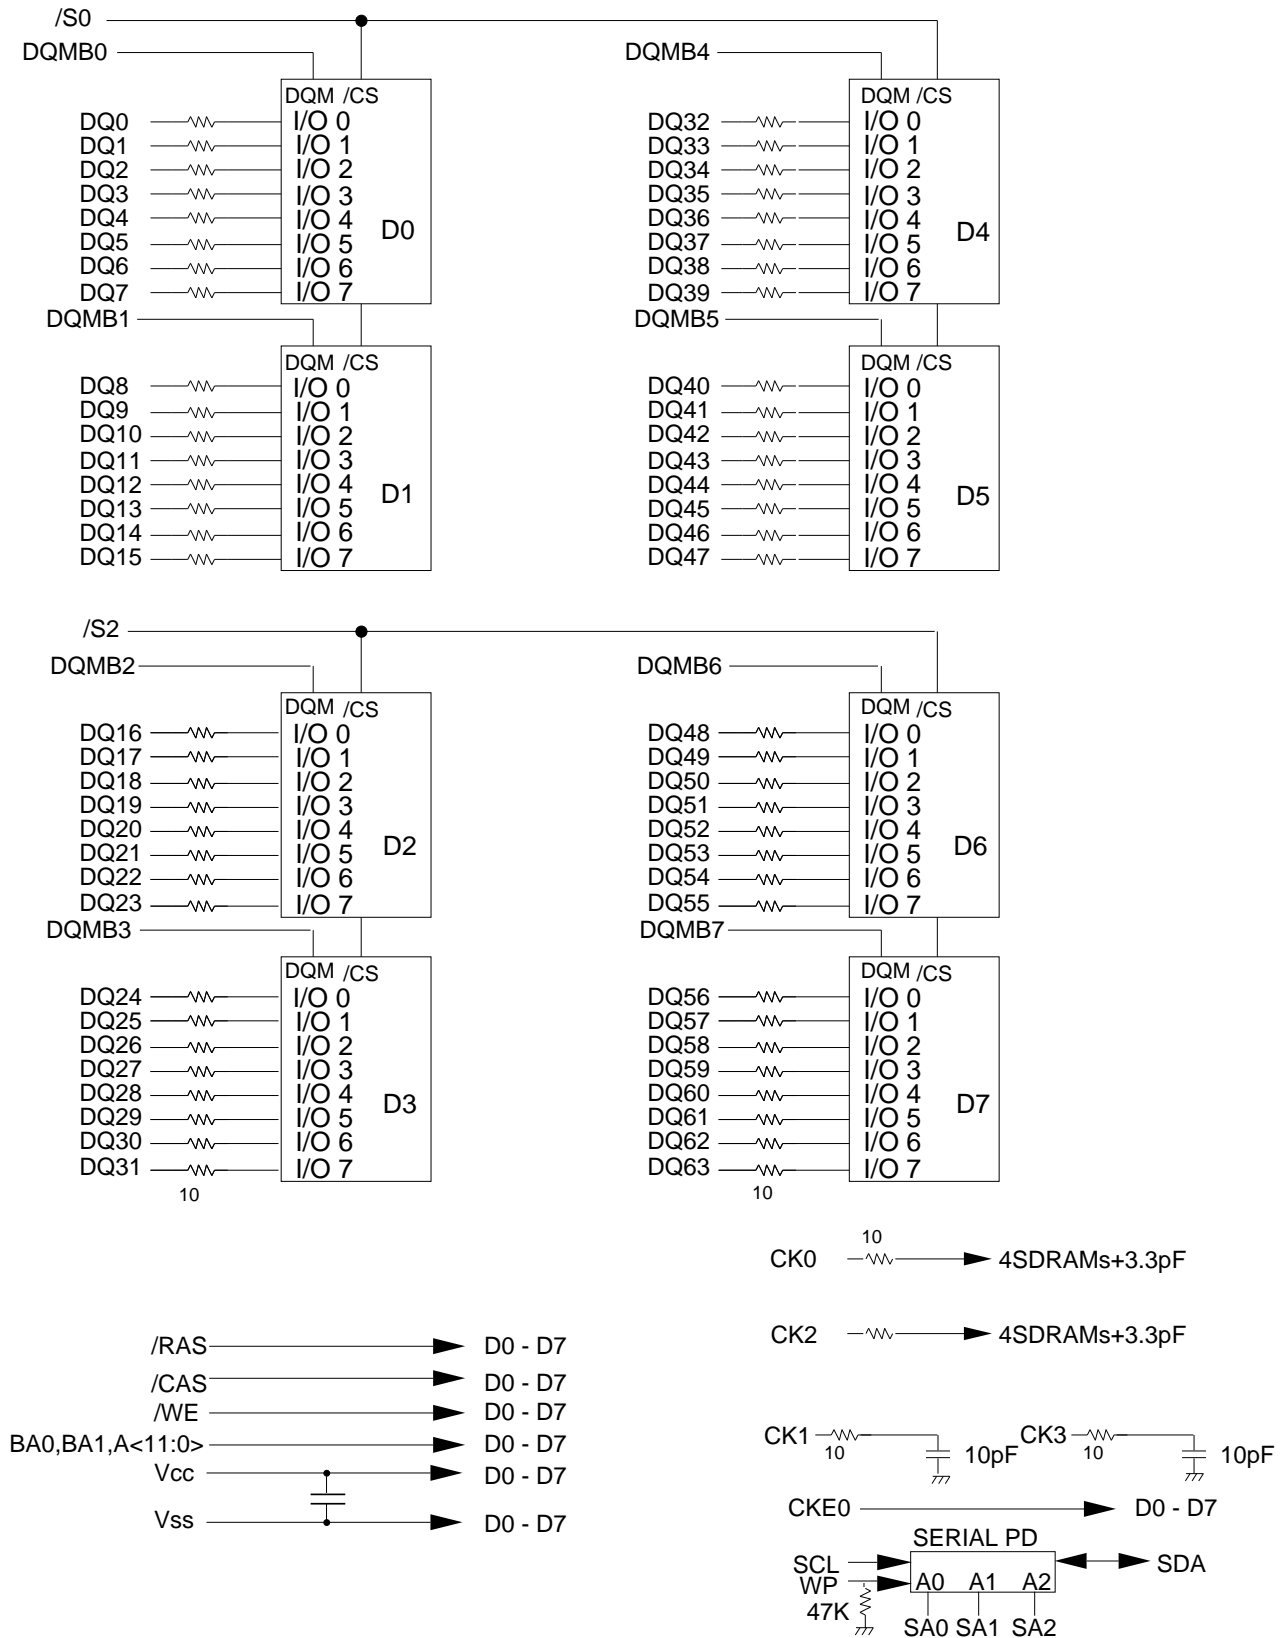 /S0
DQMB0
DQM /CS
DQ0 I/O 0
DQ1 I/O 1
DQ2 I/O 2
DQ3 I/O 3
DQ4 I/O 4
D0
DQ5 I/O 5
DQ6 I/O 6
DQ7 I/O 7
DQMB1
DQM /CS
DQ8 I/O 0
DQ9 I/O 1
DQ10 I/O 2
DQ11 I/O 3
DQ12 I/O 4
D1
DQ13 I/O 5
DQ14 I/O 6
DQ15 I/O 7
DQMB4
DQM /CS
DQ32 I/O 0
DQ33 I/O 1
DQ34 I/O 2
DQ35 I/O 3
DQ36 I/O 4
D4
DQ37 I/O 5
DQ38 I/O 6
DQ39 I/O 7
DQMB5
DQM /CS
DQ40 I/O 0
DQ41 I/O 1
DQ42 I/O 2
DQ43 I/O 3
DQ44 I/O 4
D5
DQ45 I/O 5
DQ46 I/O 6
DQ47 I/O 7
/S2
DQMB2
DQM /CS
DQ16 I/O 0
DQ17 I/O 1
DQ18 I/O 2
DQ19 I/O 3
DQ20 I/O 4
D2
DQ21 I/O 5
DQ22 I/O 6
DQ23 I/O 7
DQMB3
DQM /CS
DQ24 I/O 0
DQ25 I/O 1
DQ26 I/O 2
DQ27 I/O 3
DQ28 I/O 4
D3
DQ29 I/O 5
DQ30 I/O 6
DQ31 I/O 7
10
DQMB6
DQM /CS
DQ48 I/O 0
DQ49 I/O 1
DQ50 I/O 2
DQ51 I/O 3
DQ52 I/O 4
D6
DQ53 I/O 5
DQ54 I/O 6
DQ55 I/O 7
DQMB7
DQM /CS
DQ56 I/O 0
DQ57 I/O 1
DQ58 I/O 2
DQ59 I/O 3
DQ60 I/O 4
D7
DQ61 I/O 5
DQ62 I/O 6
DQ63 I/O 7
10
10
CK0 4SDRAMs+3.3pF
CK2 4SDRAMs+3.3pF
/RAS D0 - D7
/CAS D0 - D7
/WE D0 - D7
BA0,BA1,A<11:0> D0 - D7
Vcc D0 - D7
Vss D0 - D7
CK1 10 10pF
CK3 10 10pF
CKE0 D0 - D7
SERIAL PD
SCL SDA
WP A0 A1 A2
47K
SA0 SA1 SA2